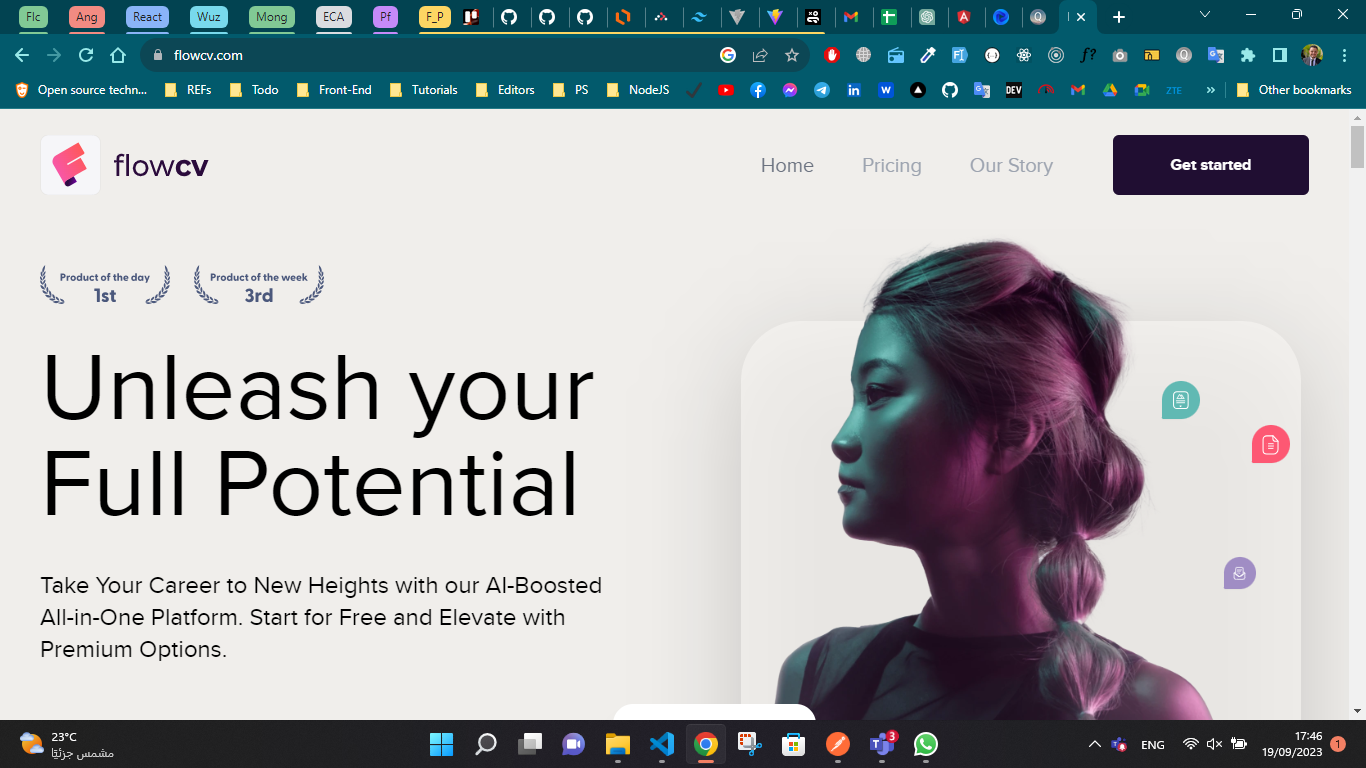 Flc Ang React Wuz Mong ECA Pf F_P
flowcv.com
Open source techn... REFs Todo Front-End Tutorials Editors PS NodeJS DEV ZTE » Other bookmarks
flowcv Home Pricing Our Story Get started
Product of the day Product of the week
1st 3rd
Unleash your
Full Potential
Take Your Career to New Heights with our AI-Boosted
All-in-One Platform. Start for Free and Elevate with
Premium Options.
23°C
مشمس جزئيًا
3
ENG
17:46
19/09/2023
1